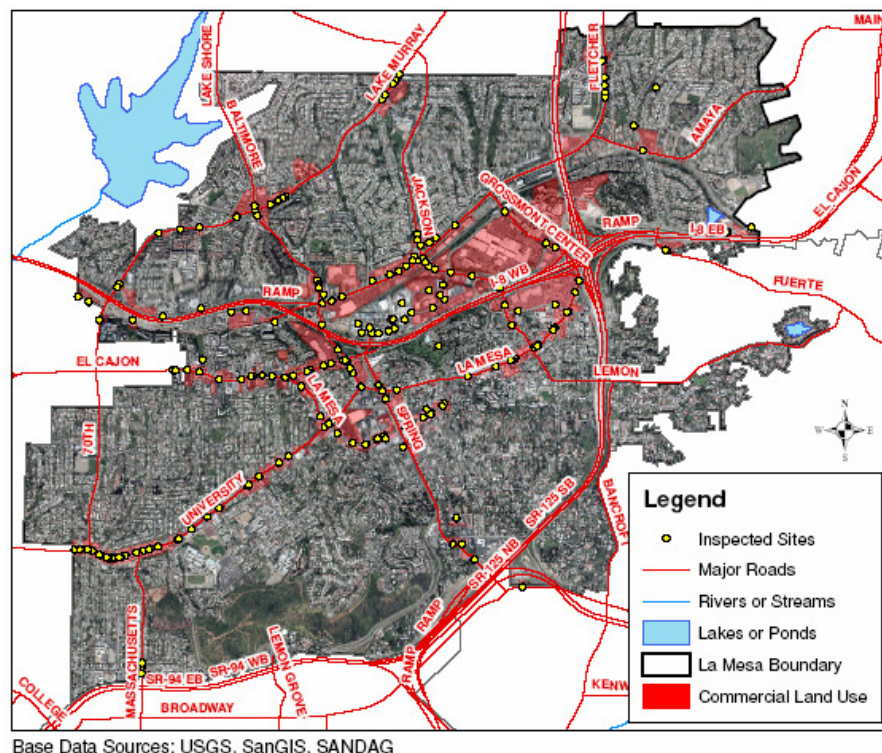 LAKE SHORE
BALTIMORE
LAKE MURRAY
FLETCHER
MAIN
AMAYA
JACKSON
GROSSMONT CENTER
RAMP
I-8 EB
EL CAJON
RAMP
I-8 WB
FUERTE
EL CAJON
LA MESA
LA MESA
LEMON
70TH
SPRING
N
W
E
S
UNIVERSITY
SR-125 SB
SR-125 NB
BANCROFT
MASSACHUSETTS
RAMP
RAMP
LEMON GROVE
SR-94 EB
SR-94 WB
COLLEGE
BROADWAY
KENW
Legend
Inspected Sites
Major Roads
Rivers or Streams
Lakes or Ponds
La Mesa Boundary
Commercial Land Use
Base Data Sources: USGS, SanGIS, SANDAG